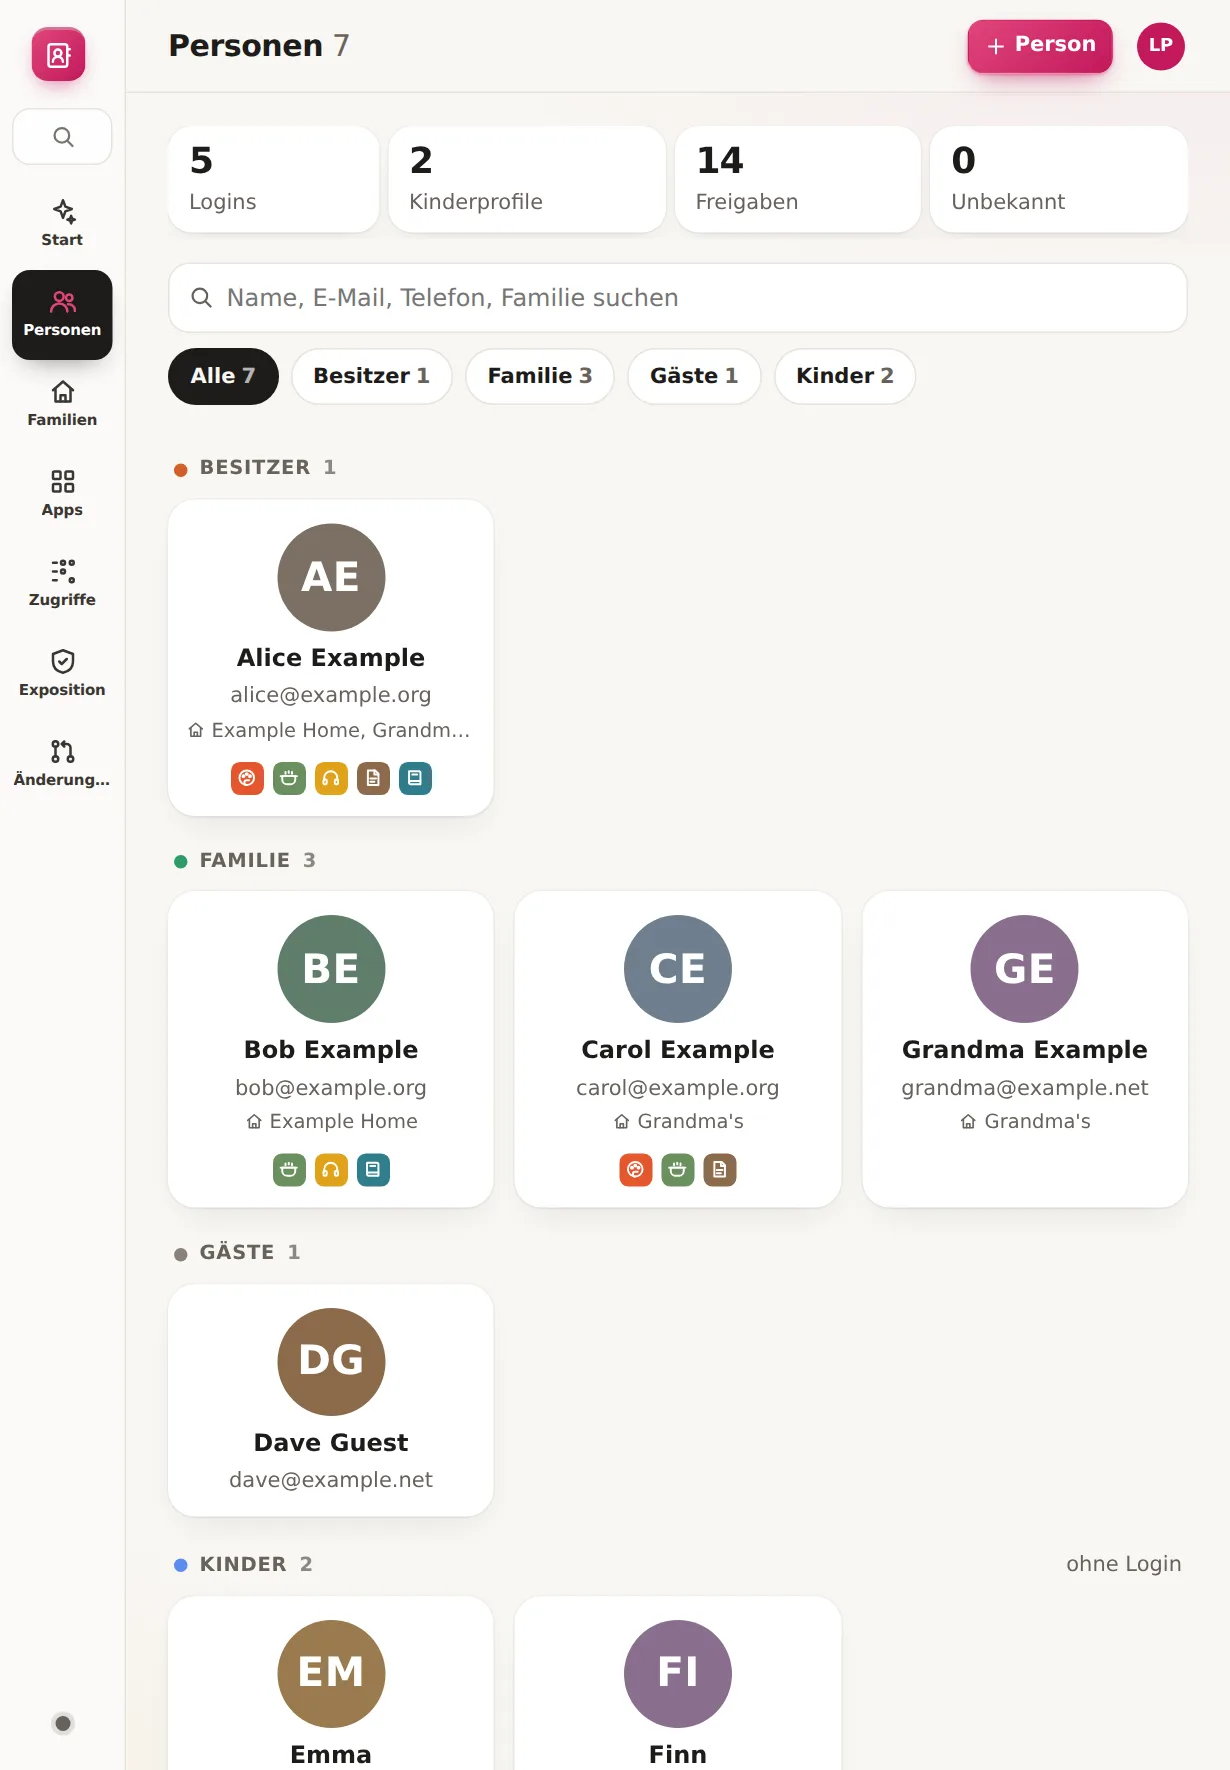 Personen 7
+ Person
LP
Start
Personen
Familien
Apps
Zugriffe
Exposition
Änderung...
5
Logins
2
Kinderprofile
14
Freigaben
0
Unbekannt
Name, E-Mail, Telefon, Familie suchen
Alle 7
Besitzer 1
Familie 3
Gäste 1
Kinder 2
BESITZER 1
AE
Alice Example
alice@example.org
Example Home, Grandm...
FAMILIE 3
BE
Bob Example
bob@example.org
Example Home
CE
Carol Example
carol@example.org
Grandma's
GE
Grandma Example
grandma@example.net
Grandma's
GÄSTE 1
DG
Dave Guest
dave@example.net
KINDER 2
ohne Login
EM
Emma
FI
Finn